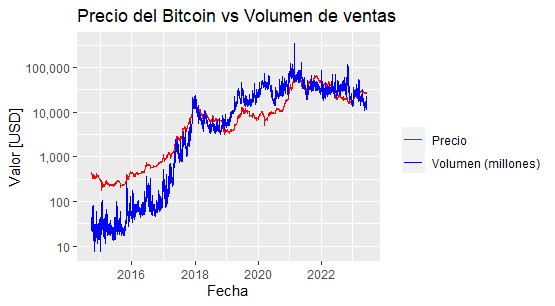 Precio del Bitcoin vs Volumen de ventas
Valor [USD]
100,000
10,000
1,000
100
10
2016
2018
2020
2022
Fecha
Precio
Volumen (millones)